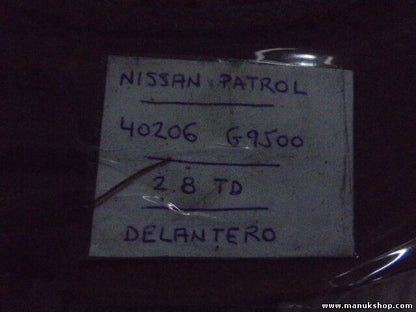 NISSAN PATROL
40206 G9500
2.8 TD
DELANTERO
www.manukshop.com